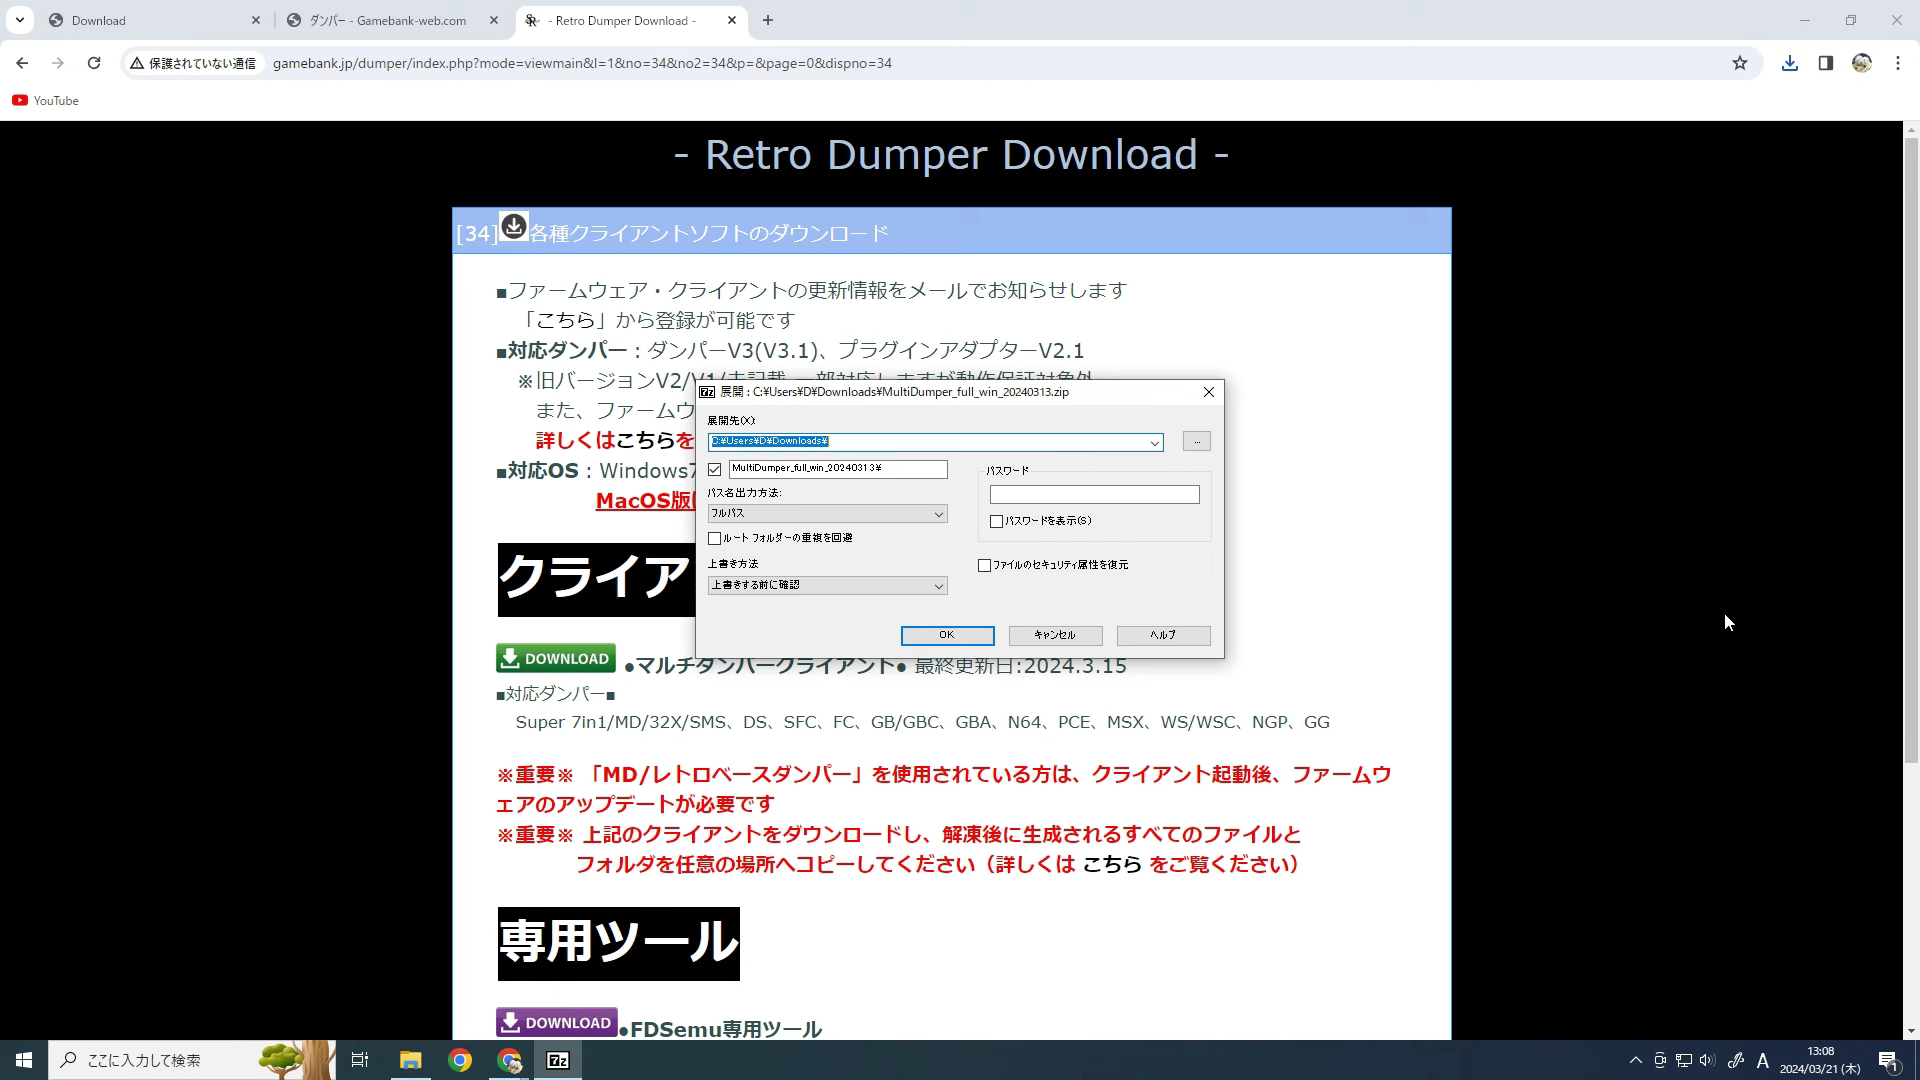 Download
ダンパー - Gamebank-web.com
- Retro Dumper Download -
保護されていない通信
gamebank.jp/dumper/index.php?mode=viewmain&l=1&no=34&no2=34&p=&page=0&dispno=34
YouTube
- Retro Dumper Download -
[34]各種クライアントソフトのダウンロード
■ファームウェア・クライアントの更新情報をメールでお知らせします
「こちら」から登録が可能です
■対応ダンパー：ダンパーV3(V3.1)、プラグインアダプターV2.1
※旧バージョンV2/V1/未記載 一部対応しますが動作保証対象外
また、ファームウ
詳しくはこちらを
■対応OS：Windows7
MacOS版
展開 : C:¥Users¥D¥Downloads¥MultiDumper_full_win_20240313.zip
展開先(X):
C:¥Users¥D¥Downloads¥
...
MultiDumper_full_win_20240313¥
パス名出力方法:
フルパス
ルート フォルダーの重複を回避
上書き方法
上書きする前に確認
パスワード
パスワードを表示(S)
ファイルのセキュリティ属性を復元
OK
キャンセル
ヘルプ
クライア
DOWNLOAD ●マルチダンパークライアント● 最終更新日:2024.3.15
■対応ダンパー■
Super 7in1/MD/32X/SMS、DS、SFC、FC、GB/GBC、GBA、N64、PCE、MSX、WS/WSC、NGP、GG
※重要※ 「MD/レトロベースダンパー」を使用されている方は、クライアント起動後、ファームウ
ェアのアップデートが必要です
※重要※ 上記のクライアントをダウンロードし、解凍後に生成されるすべてのファイルと
フォルダを任意の場所へコピーしてください（詳しくは こちら をご覧ください）
専用ツール
DOWNLOAD ●FDSemu専用ツール
ここに入力して検索
7z
A
13:08
2024/03/21 (木)
1